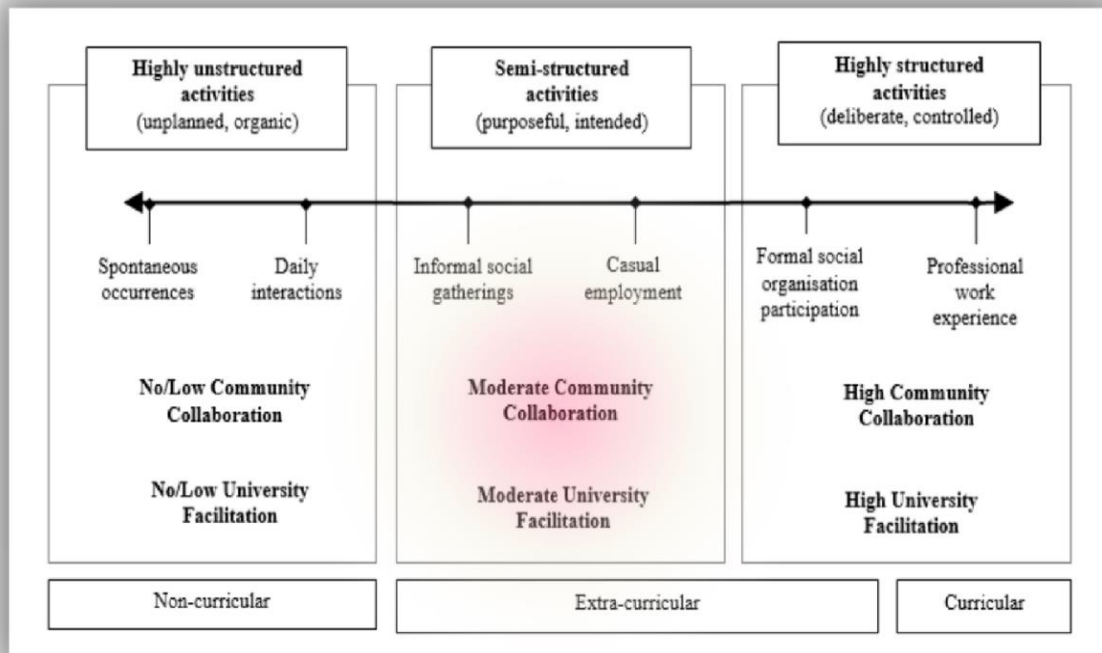 Highly unstructured
activities
(unplanned, organic)
Semi-structured
activities
(purposeful, intended)
Highly structured
activities
(deliberate, controlled)
Spontaneous
occurrences
Daily
interactions
Informal social
gatherings
Casual
employment
Formal social
organisation
participation
Professional
work
experience
No/Low Community
Collaboration
Moderate Community
Collaboration
High Community
Collaboration
No/Low University
Facilitation
Moderate University
Facilitation
High University
Facilitation
Non-curricular
Extra-curricular
Curricular